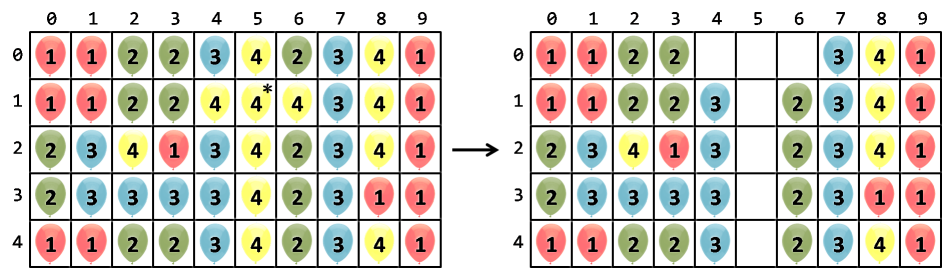 0 1 2 3 4 5 6 7 8 9 0 1 2 3 4 5 6 7 8 9
0 1 1 2 2 3 4 2 3 4 1 0 1 1 2 2 3 4 1
1 1 1 2 2 4 4* 4 3 4 1 1 1 1 2 2 3 2 3 4 1
2 2 3 4 1 3 4 2 3 4 1 2 2 3 4 1 3 2 3 4 1
3 2 3 3 3 3 4 2 3 1 1 3 2 3 3 3 3 2 3 1 1
4 1 1 2 2 3 4 2 3 4 1 4 1 1 2 2 3 2 3 4 1